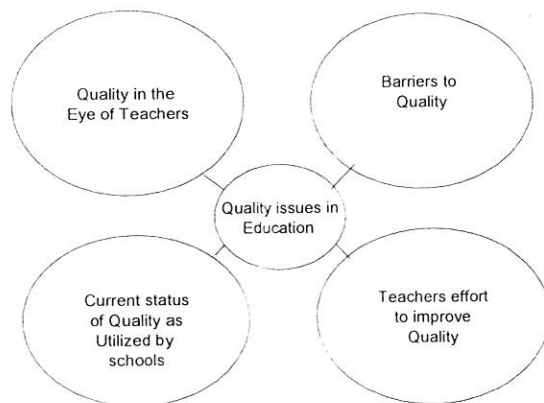 Quality in the
Eye of Teachers
Barriers to
Quality
Quality issues in
Education
Current status
of Quality as
Utilized by
schools
Teachers effort
to improve
Quality